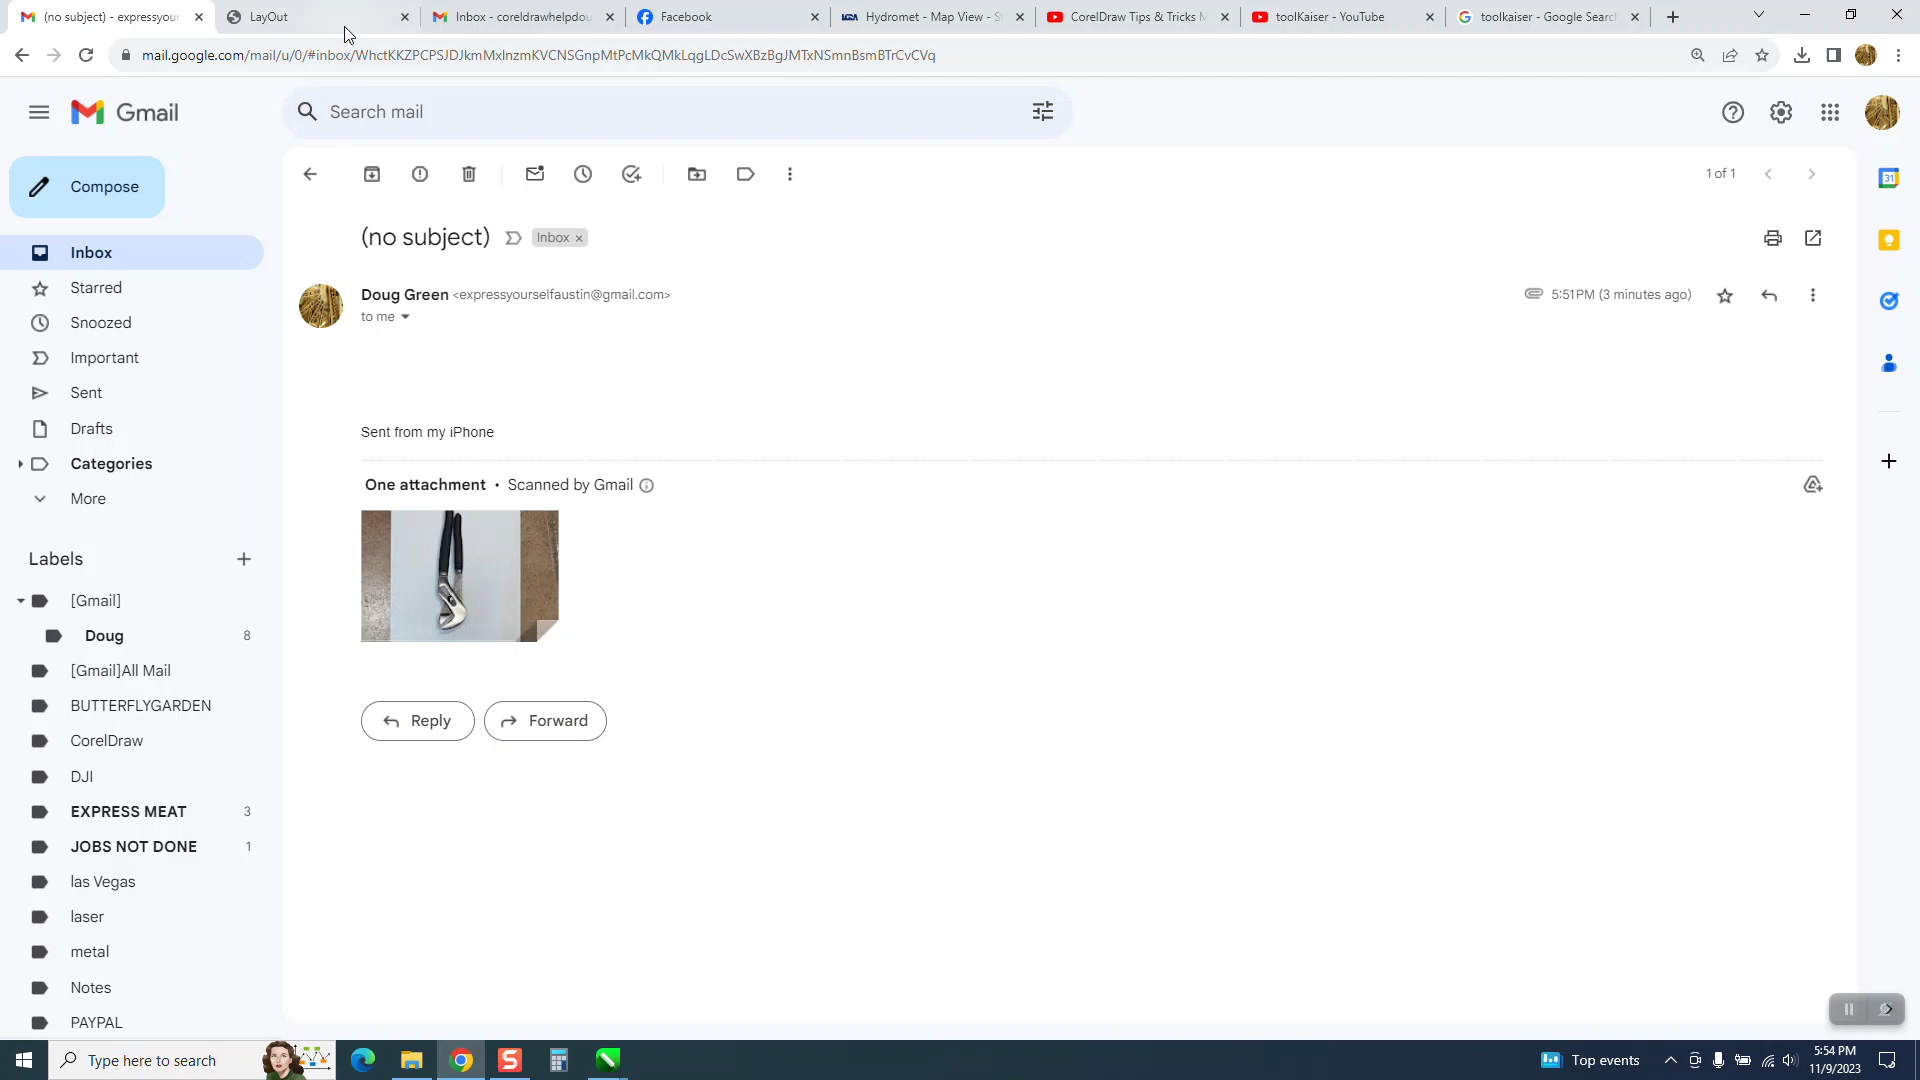 (no subject) - expressyour
LayOut
Inbox - coreldrawhelpdou
Facebook
Hydromet - Map View - S
CorelDraw Tips & Tricks M
toolKaiser - YouTube
toolkaiser - Google Searc
mail.google.com/mail/u/0/#inbox/WhctKKZPCPSJDJkmMxInzmKVCNSGnpMtPcMkQMkLqgLDcSwXBzBgJMTxNSmnBsmBTrCvCVq
Gmail
Search mail
Compose
1 of 1
31
(no subject)
Inbox ×
Inbox
Starred
Snoozed
Important
Sent
Drafts
Categories
More
Doug Green <expressyourselfaustin@gmail.com>
5:51 PM (3 minutes ago)
to me
Sent from my iPhone
One attachment • Scanned by Gmail
Reply
Forward
Labels
[Gmail]
Doug 8
[Gmail]All Mail
BUTTERFLYGARDEN
CorelDraw
DJI
EXPRESS MEAT 3
JOBS NOT DONE 1
las Vegas
laser
metal
Notes
PAYPAL
Type here to search
Top events
5:54 PM
11/9/2023